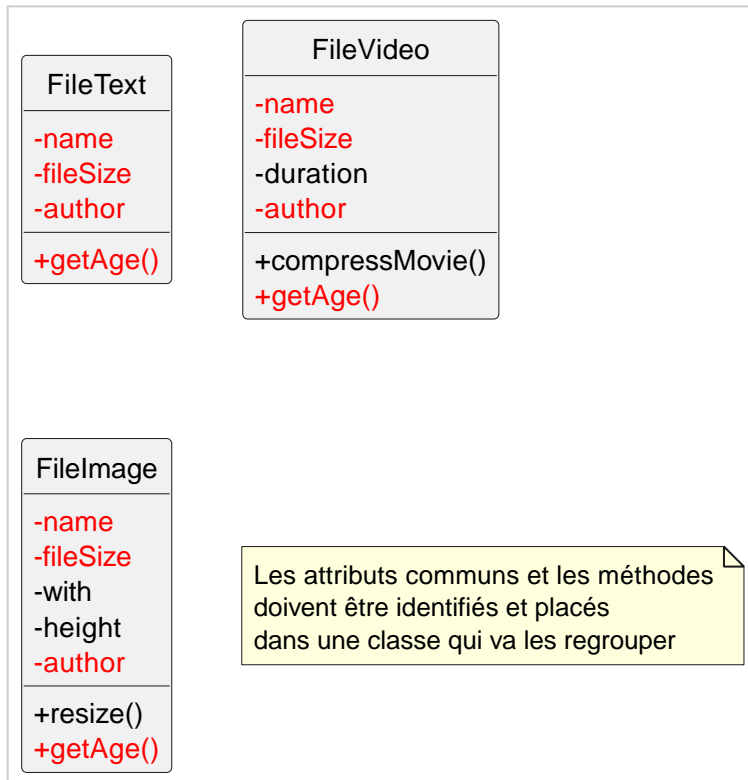 FileText
-name
-fileSize
-author
+getAge()
FileVideo
-name
-fileSize
-duration
-author
+compressMovie()
+getAge()
FileImage
-name
-fileSize
-with
-height
-author
+resize()
+getAge()
Les attributs communs et les méthodes
doivent être identifiés et placés
dans une classe qui va les regrouper